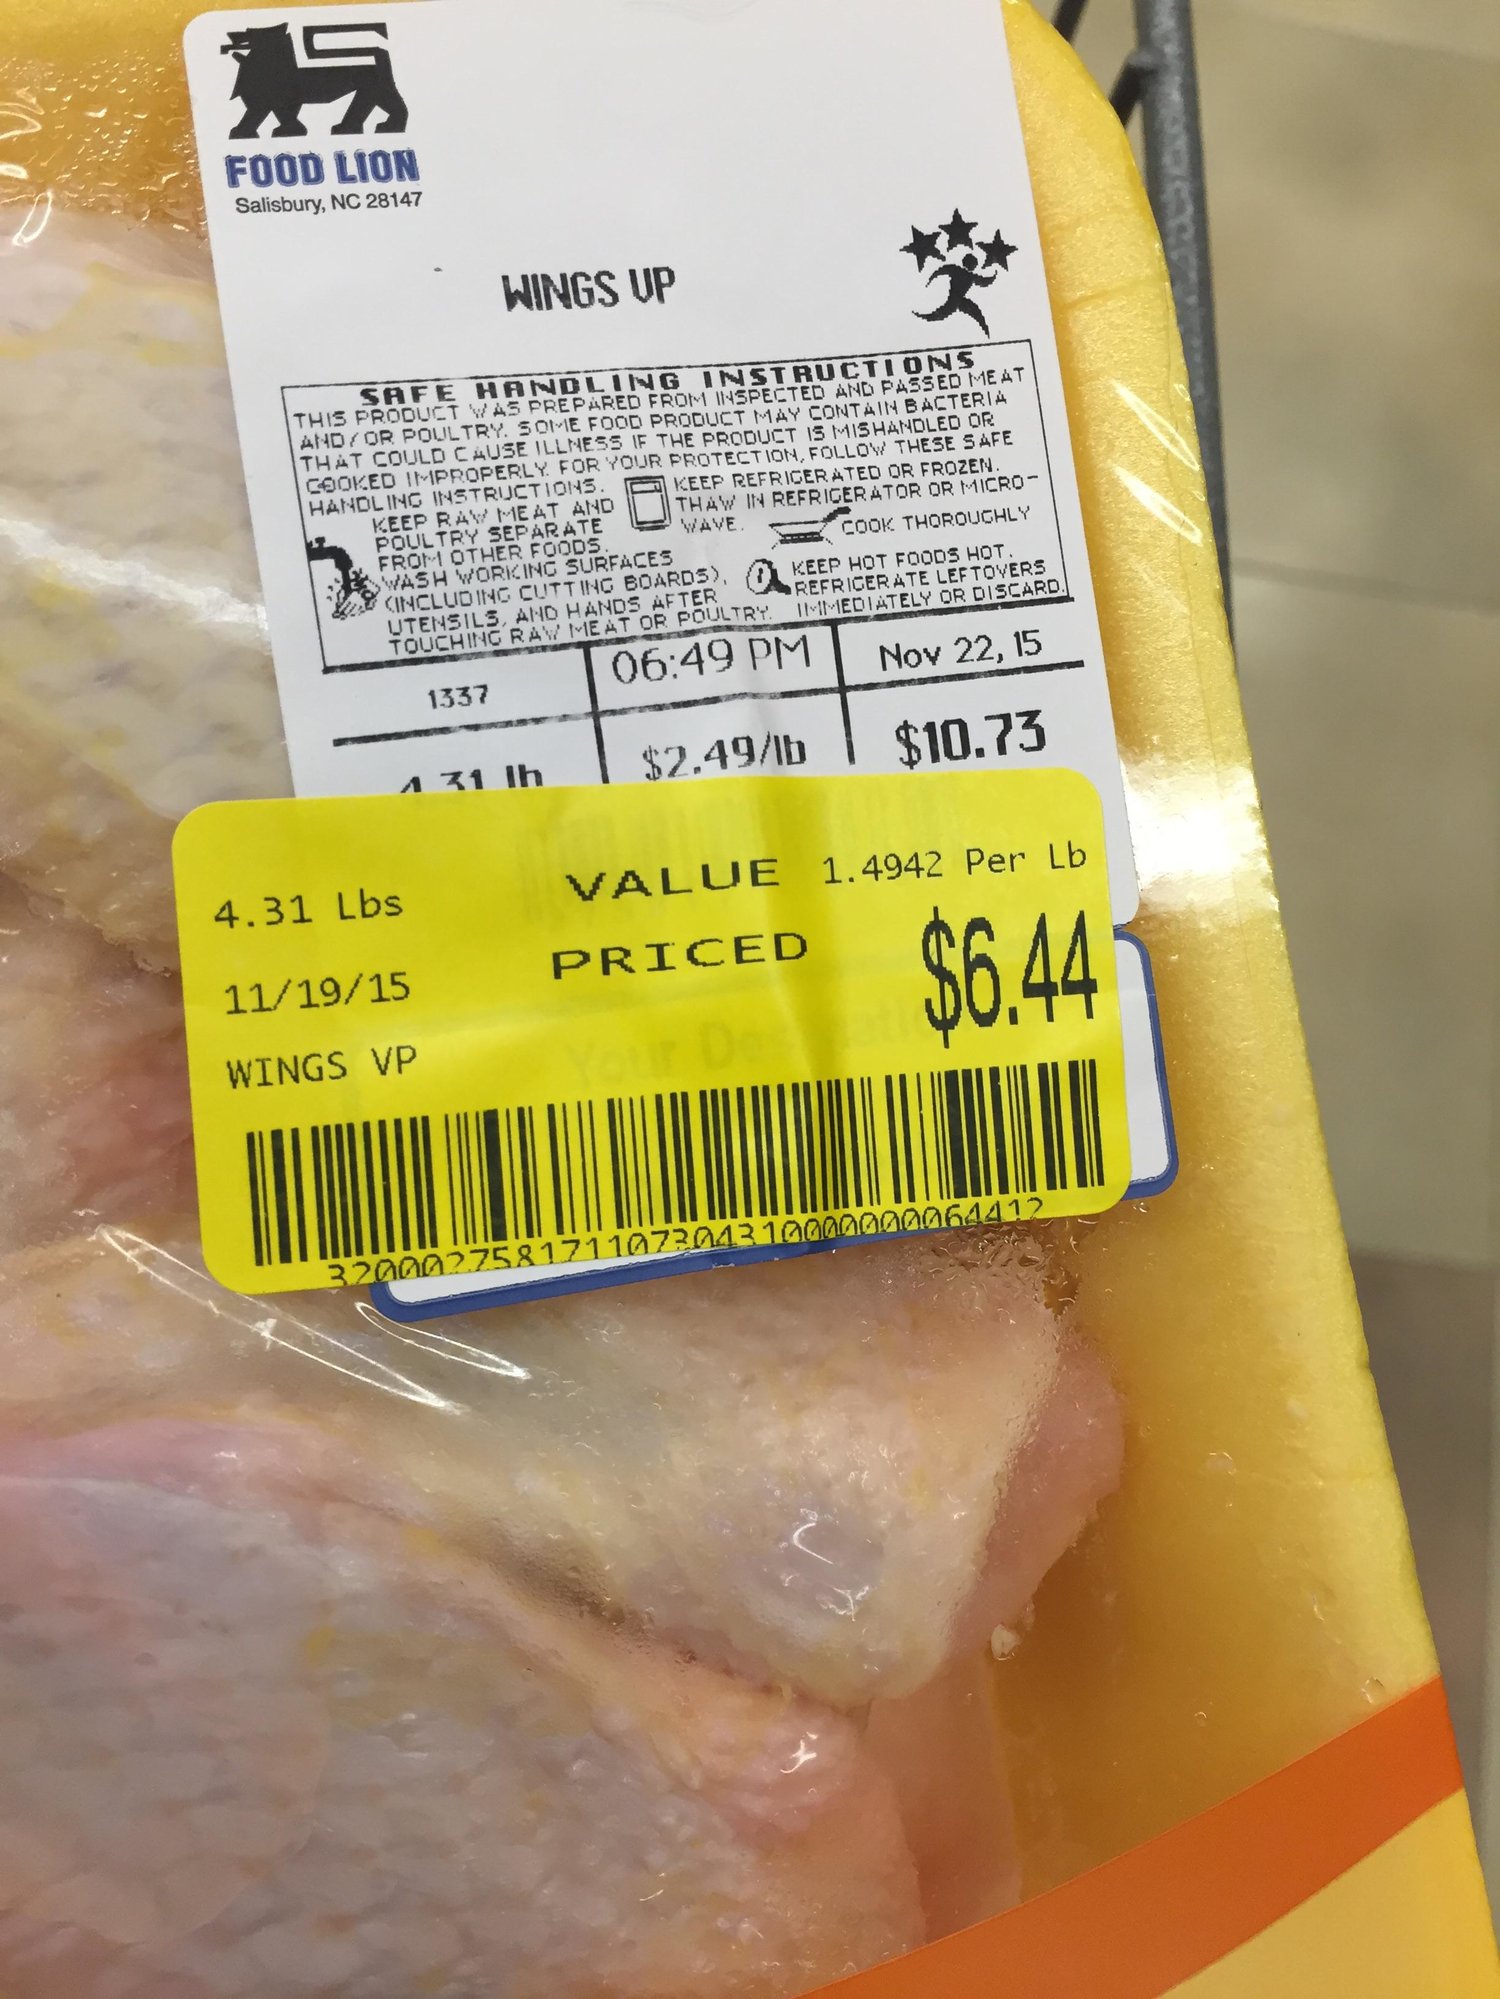 FOOD LION
Salisbury, NC 28147
WINGS VP
SAFE HANDLING INSTRUCTIONS
THIS PRODUCT WAS PREPARED FROM INSPECTED AND PASSED MEAT
AND/OR POULTRY. SOME FOOD PRODUCT MAY CONTAIN BACTERIA
THAT COULD CAUSE ILLNESS IF THE PRODUCT IS MISHANDLED OR
COOKED IMPROPERLY. FOR YOUR PROTECTION, FOLLOW THESE SAFE
HANDLING INSTRUCTIONS.
KEEP REFRIGERATED OR FROZEN.
THAW IN REFRIGERATOR OR MICRO-
WAVE.
KEEP RAW MEAT AND
POULTRY SEPARATE
FROM OTHER FOODS.
WASH WORKING SURFACES
(INCLUDING CUTTING BOARDS),
UTENSILS, AND HANDS AFTER
TOUCHING RAW MEAT OR POULTRY.
COOK THOROUGHLY
KEEP HOT FOODS HOT.
REFRIGERATE LEFTOVERS
IMMEDIATELY OR DISCARD.
1337
06:49 PM
Nov 22, 15
4.31 lb
$2.49/lb
$10.73
4.31 Lbs
VALUE
1.4942 Per Lb
11/19/15
PRICED
$6.44
WINGS VP
320002758171107304310000000064412